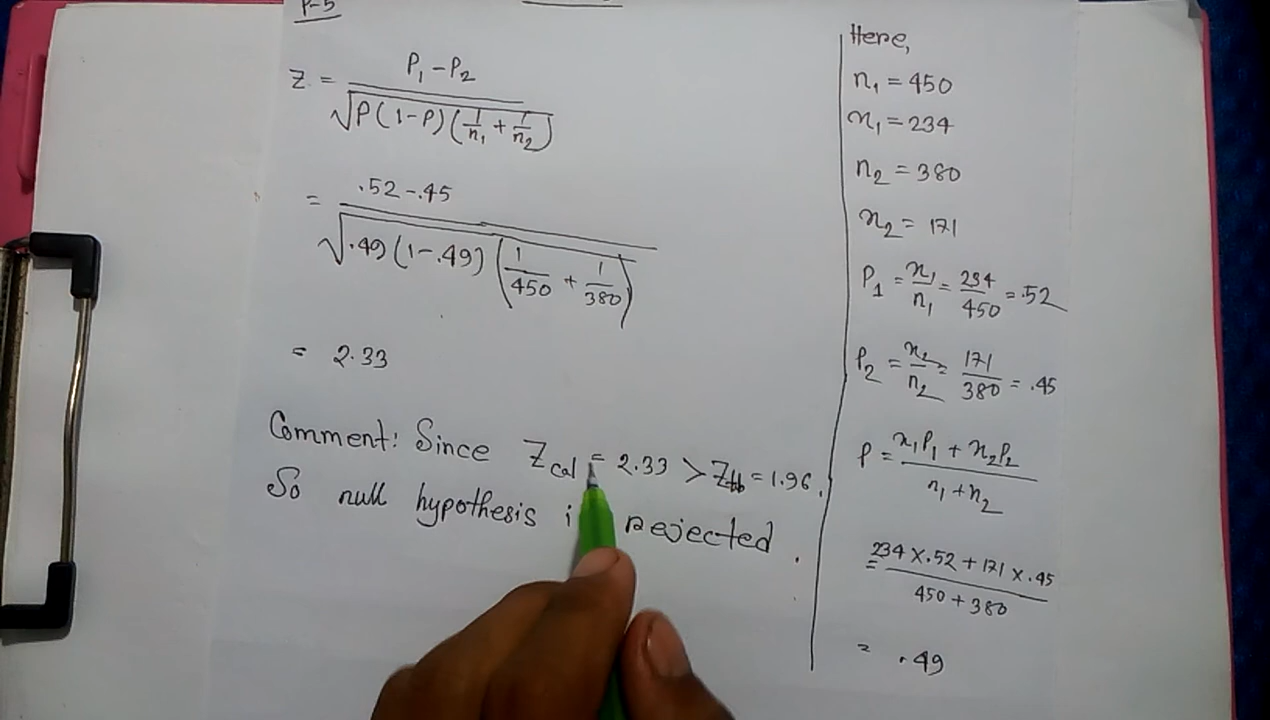 P-5
Z = P₁ - P₂ / √P(1-P)(1/n₁ + 1/n₂)
= .52 - .45 / √.49(1-.49)(1/450 + 1/380)
= 2.33
Comment: Since Z cal = 2.33 > Z tb = 1.96.
So null hypothesis i rejected.
Here,
n₁ = 450
x₁ = 234
n₂ = 380
x₂ = 171
P₁ = x₁/n₁ = 234/450 = .52
P₂ = x₂/n₂ = 171/380 = .45
P = x₁P₁ + x₂P₂ / n₁ + n₂
= 234 × .52 + 171 × .45 / 450 + 380
= .49